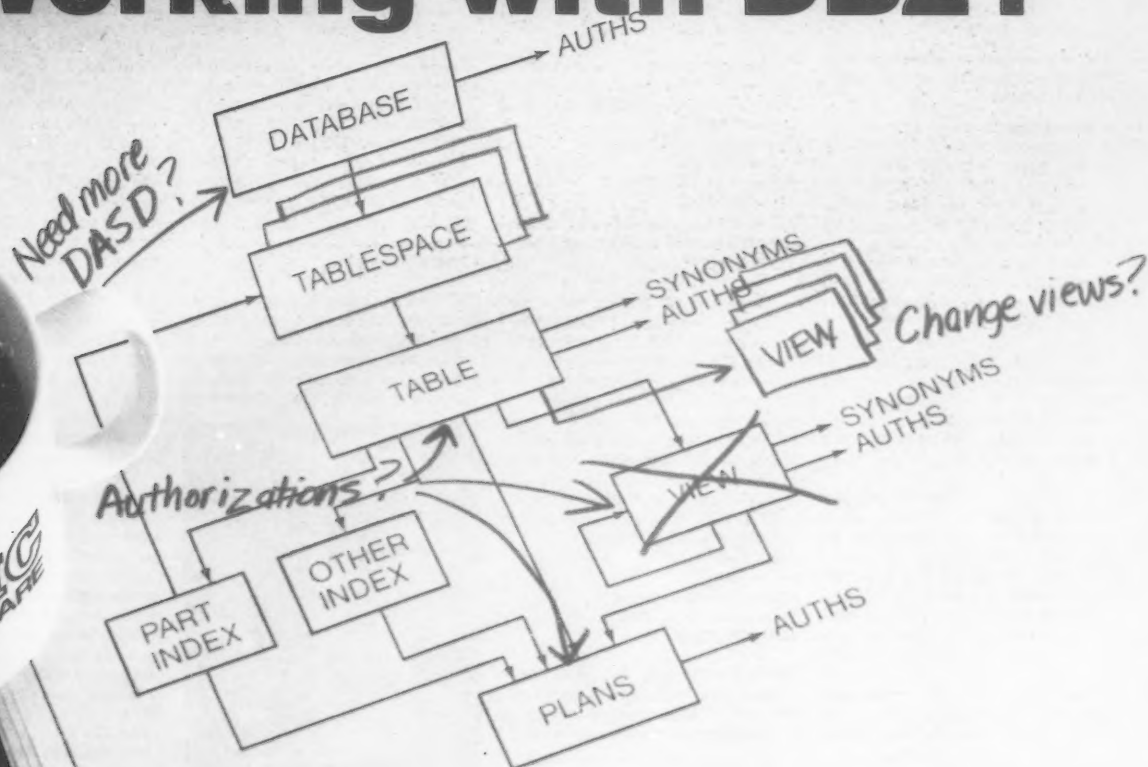 working with DB2?
AUTHS
DATABASE
Need more
DASD?
TABLESPACE
SYNONYMS
AUTHS
TABLE
VIEW
Change views?
SYNONYMS
AUTHS
VIEW
Authorizations?
OTHER
INDEX
PART
INDEX
AUTHS
PLANS